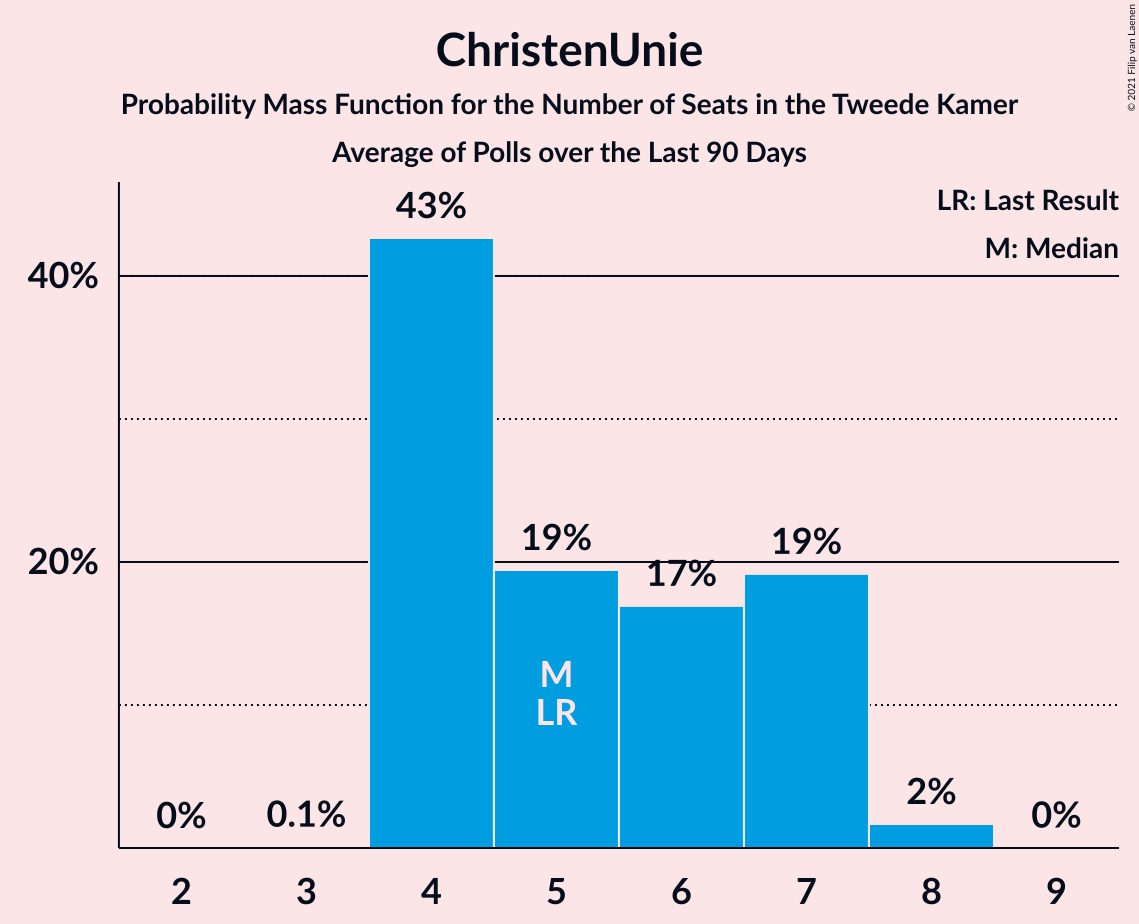 ChristenUnie
Probability Mass Function for the Number of Seats in the Tweede Kamer
Average of Polls over the Last 90 Days
© 2021 Filip van Laenen
LR: Last Result
M: Median
43%
40%
19%
19%
20%
17%
M
LR
2%
0%
0.1%
0%
2
3
4
5
6
7
8
9